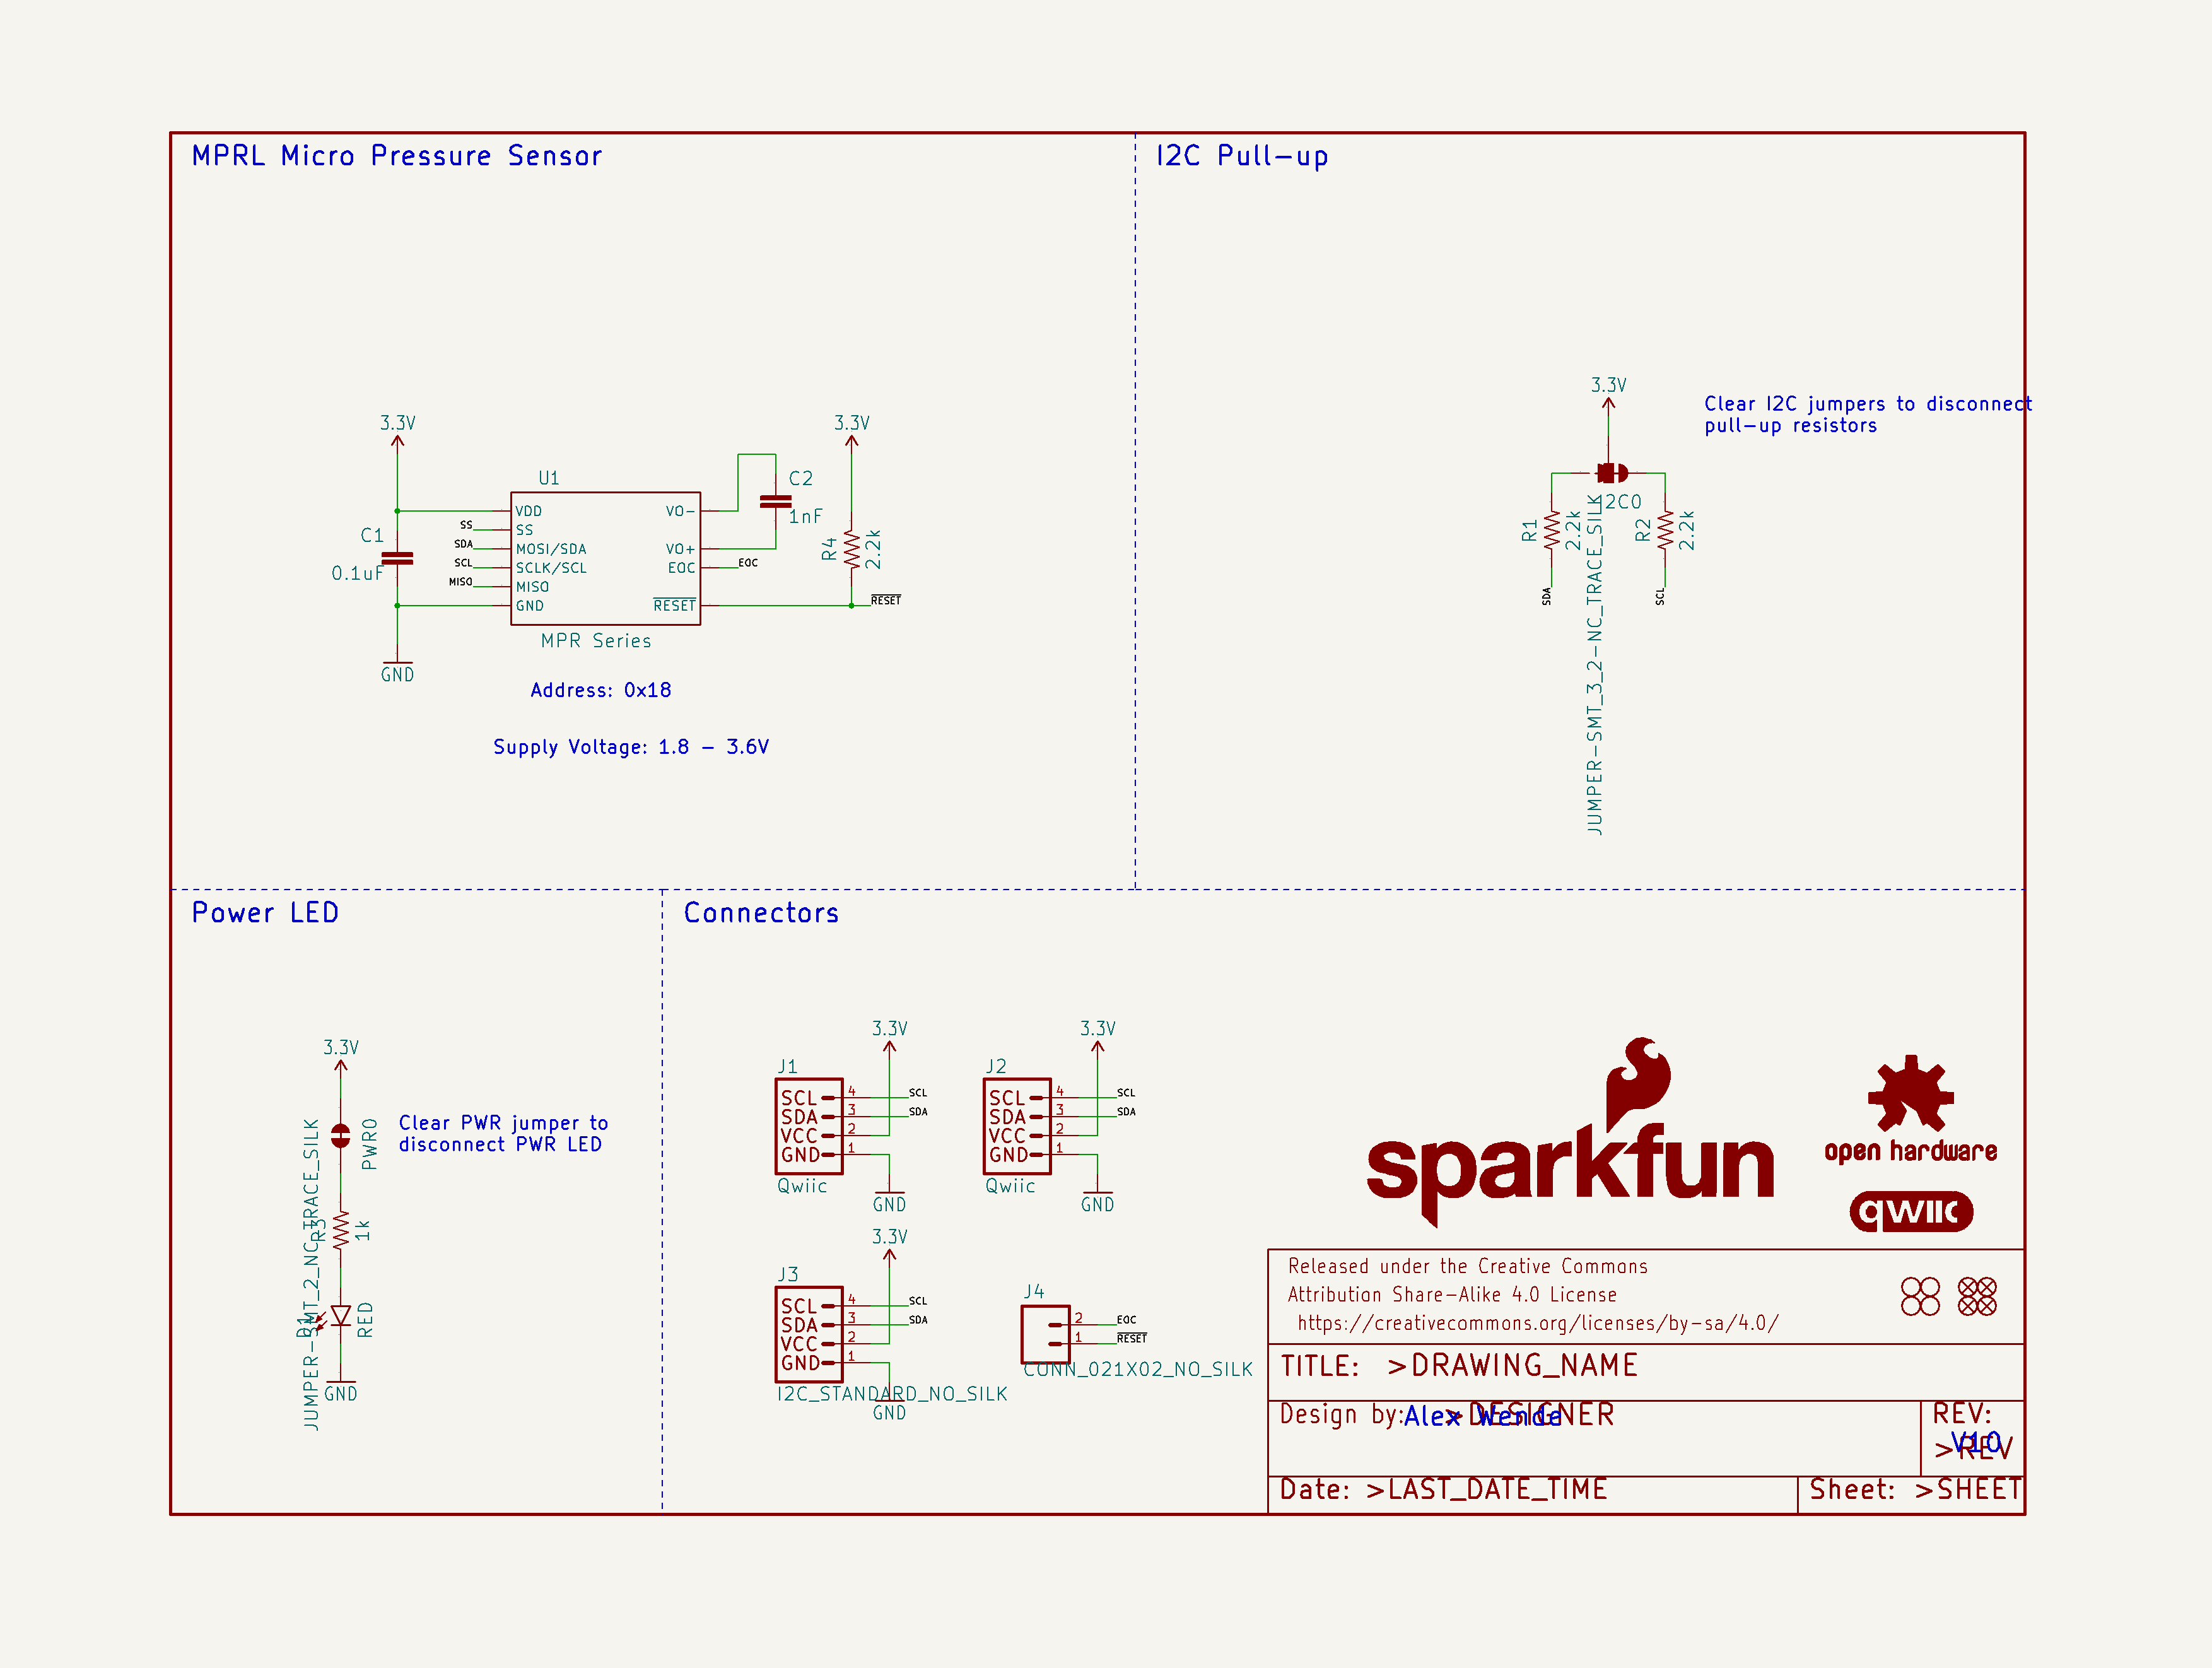 MPRL Micro Pressure Sensor
3.3V
3.3V
U1
C2
1nF
C1
0.1uF
SS
SDA
SCL
MISO
VDD
SS
MOSI/SDA
SCLK/SCL
MISO
GND
VO-
VO+
EOC
RESET
EOC
R4
2.2k
RESET
MPR Series
GND
Address: 0x18
Supply Voltage: 1.8 - 3.6V
I2C Pull-up
3.3V
Clear I2C jumpers to disconnect
pull-up resistors
I2C0
R1
2.2k
JUMPER-SMT_3_2-NC_TRACE_SILK
R2
2.2k
SDA
SCL
Power LED
3.3V
JUMPER-SMT_2_NC_TRACE_SILK
PWR0
Clear PWR jumper to
disconnect PWR LED
R3
1k
D1
RED
GND
Connectors
3.3V
J1
SCL 4 SCL
SDA 3 SDA
VCC 2
GND 1
Qwiic
GND
3.3V
J2
SCL 4 SCL
SDA 3 SDA
VCC 2
GND 1
Qwiic
GND
3.3V
J3
SCL 4 SCL
SDA 3 SDA
VCC 2
GND 1
I2C_STANDARD_NO_SILK
GND
J4
2 EOC
1 RESET
CONN_021X02_NO_SILK
sparkfun
open hardware
qwiic
Released under the Creative Commons
Attribution Share-Alike 4.0 License
https://creativecommons.org/licenses/by-sa/4.0/
TITLE: >DRAWING_NAME
Design by: Alex Wende
>DESIGNER
REV:
V10
>REV
Date: >LAST_DATE_TIME
Sheet: >SHEET